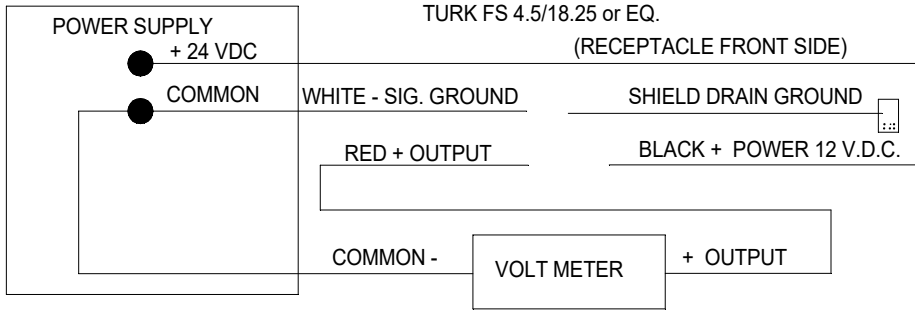 TURK FS 4.5/18.25 or EQ.
POWER SUPPLY
+ 24 VDC
(RECEPTACLE FRONT SIDE)
COMMON
WHITE - SIG. GROUND
SHIELD DRAIN GROUND
RED + OUTPUT
BLACK + POWER 12 V.D.C.
COMMON -
VOLT METER
+ OUTPUT